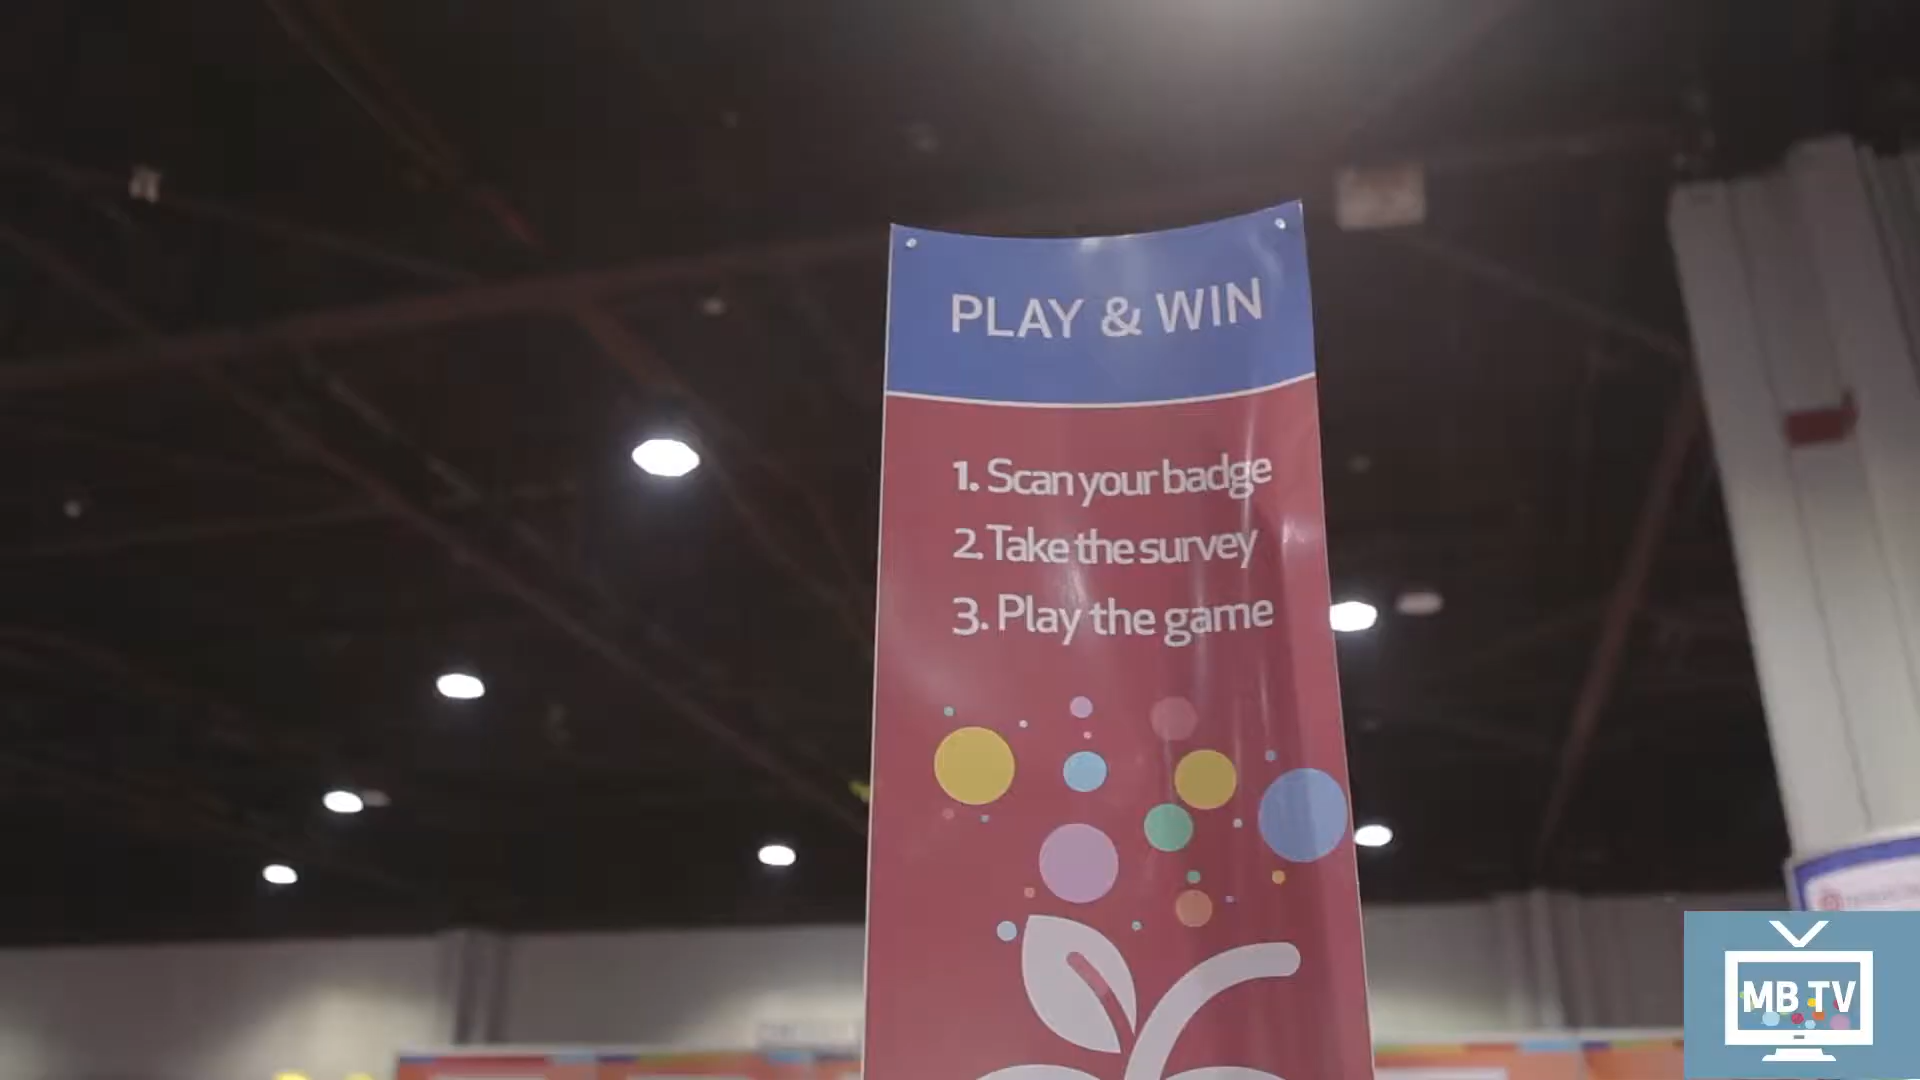 PLAY & WIN
1. Scan your badge
2. Take the survey
3. Play the game
MB TV